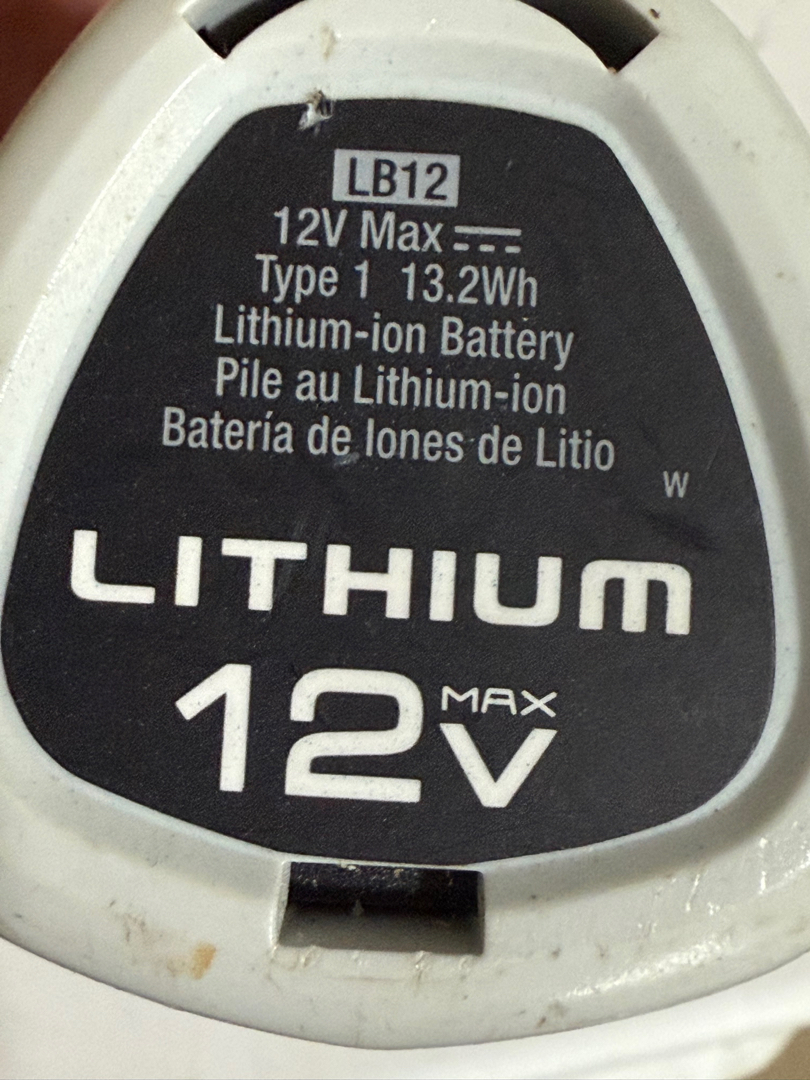 LB12
12V Max ⎓
Type 1 13.2Wh
Lithium-ion Battery
Pile au Lithium-ion
Batería de Iones de Litio
W
LITHIUM
12V MAX